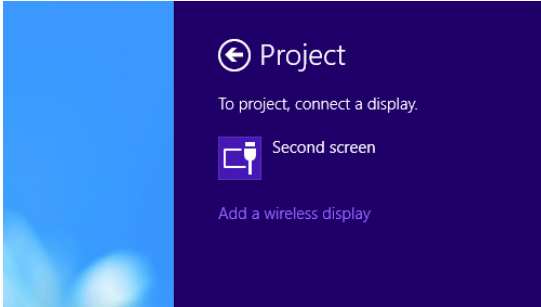 Project
To project, connect a display.
Second screen
Add a wireless display